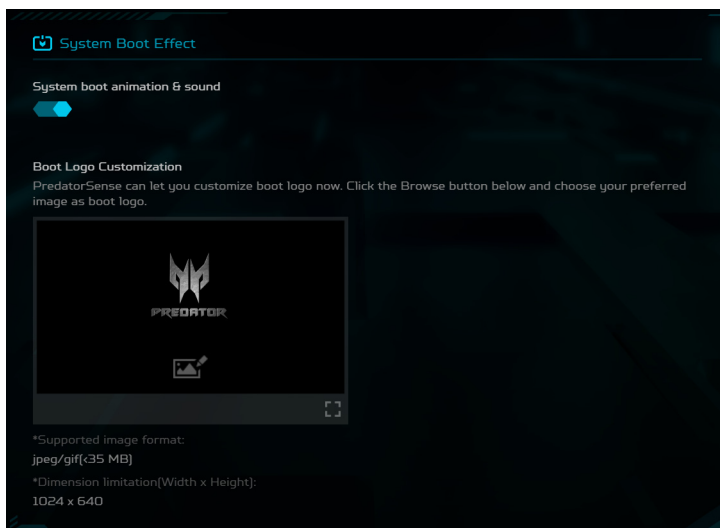 System Boot Effect
System boot animation & sound
Boot Logo Customization
PredatorSense can let you customize boot logo now. Click the Browse button below and choose your preferred
image as boot logo.
PREDATOR
*Supported image format:
jpeg/gif(<35 MB)
*Dimension limitation(Width x Height):
1024 x 640